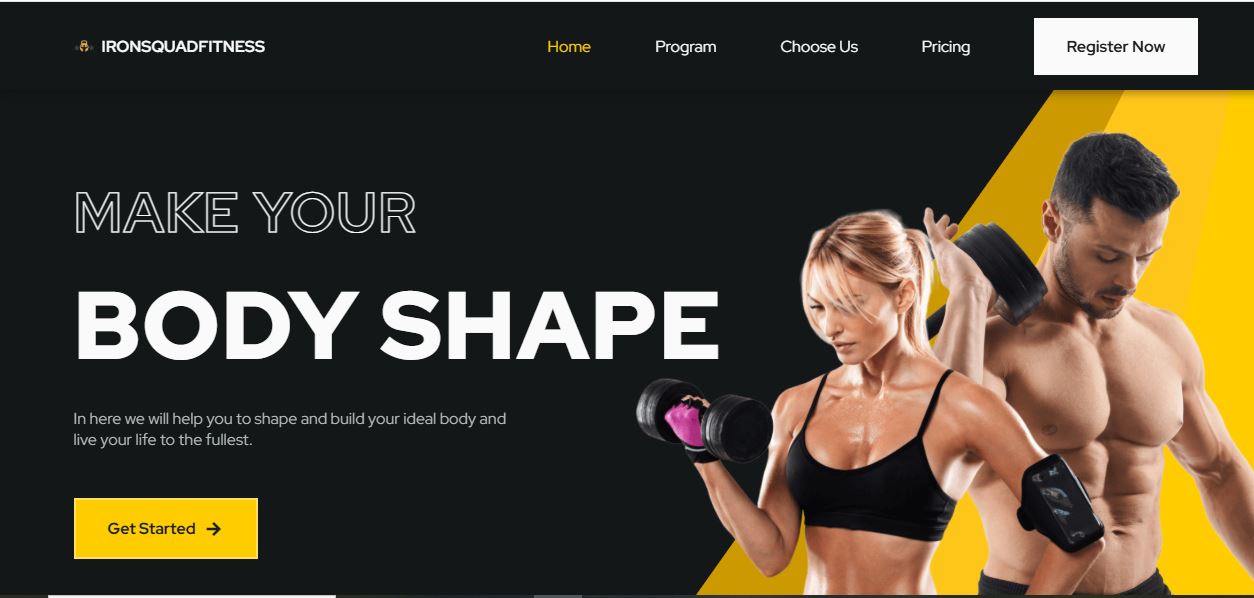 IRONSQUADFITNESS
Home
Program
Choose Us
Pricing
Register Now
MAKE YOUR
BODY SHAPE
In here we will help you to shape and build your ideal body and
live your life to the fullest.
Get Started